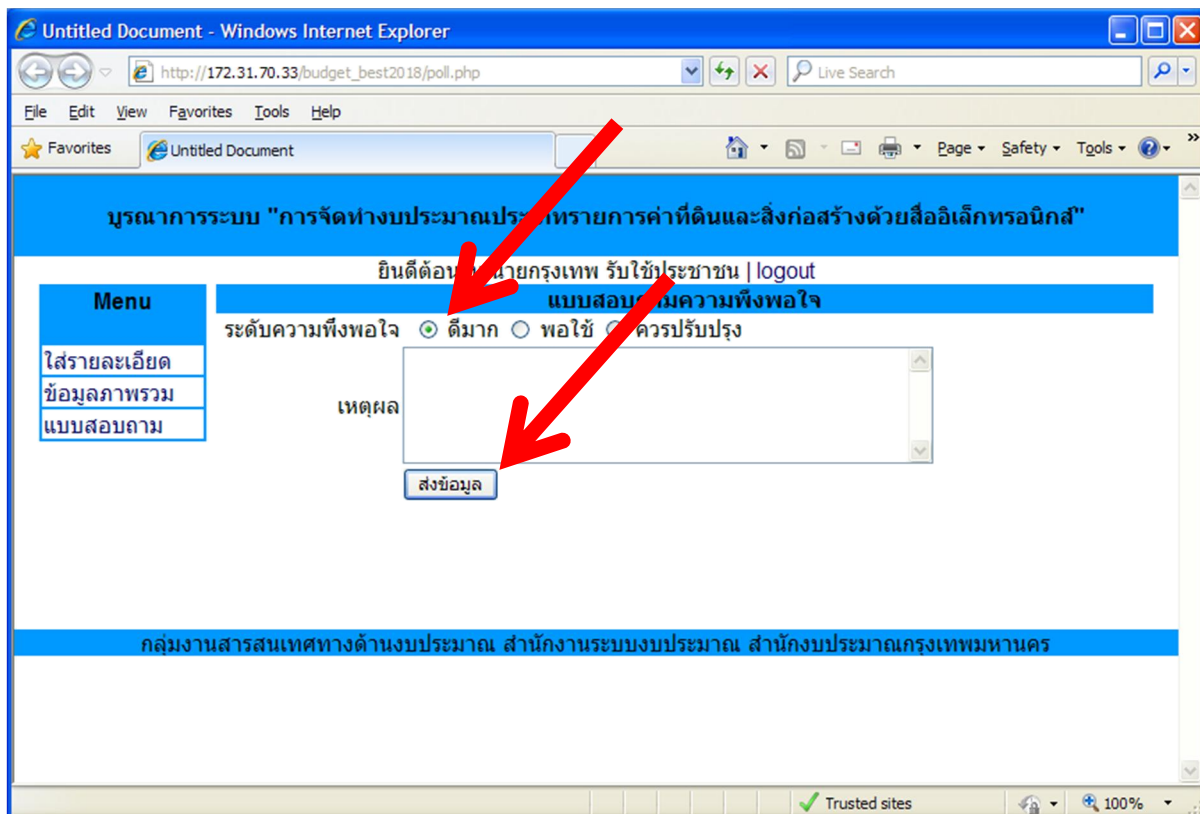 Untitled Document - Windows Internet Explorer
http://172.31.70.33/budget_best2018/poll.php
Live Search
File Edit View Favorites Tools Help
Favorites
Untitled Document
Page Safety Tools
บูรณาการระบบ "การจัดทำงบประมาณประเภทรายการค่าที่ดินและสิ่งก่อสร้างด้วยสื่ออิเล็กทรอนิกส์"
ยินดีต้อน นายกรุงเทพ รับใช้ประชาชน | logout
Menu
แบบสอบถามความพึงพอใจ
ระดับความพึงพอใจ ดีมาก พอใช้ ควรปรับปรุง
ใส่รายละเอียด
ข้อมูลภาพรวม
แบบสอบถาม
เหตุผล
ส่งข้อมูล
กลุ่มงานสารสนเทศทางด้านงบประมาณ สำนักงานระบบงบประมาณ สำนักงบประมาณกรุงเทพมหานคร
Trusted sites
100%